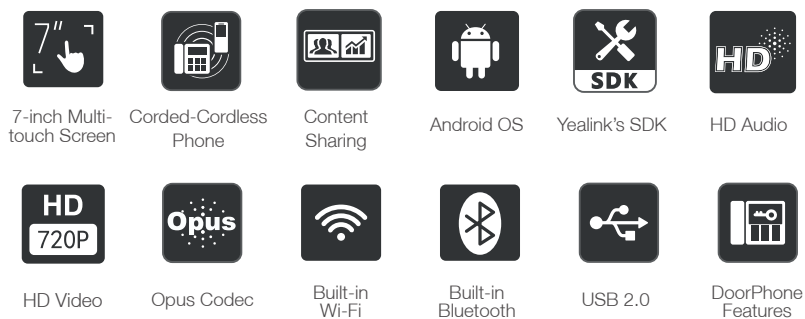 7"
7-inch Multi-
touch Screen
Corded-Cordless
Phone
Content
Sharing
Android OS
SDK
Yealink's SDK
HD
HD Audio
HD
720P
HD Video
Opus
Opus Codec
Built-in
Wi-Fi
Built-in
Bluetooth
USB 2.0
DoorPhone
Features